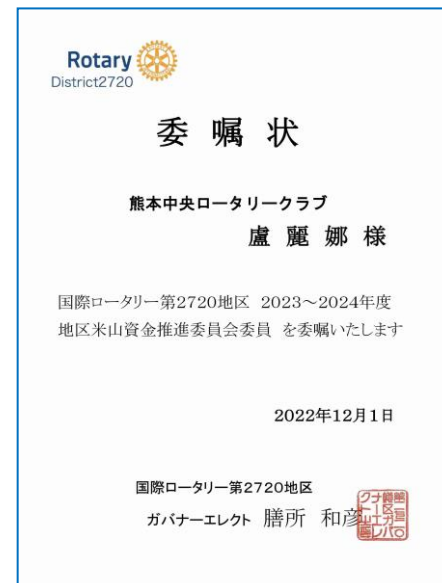 Rotary
District2720
委嘱状
熊本中央ロータリークラブ
盧麗娜様
国際ロータリー第2720地区 2023～2024年度
地区米山資金推進委員会委員 を委嘱いたします
2022年12月1日
国際ロータリー第2720地区
ガバナーエレクト 膳所 和彦